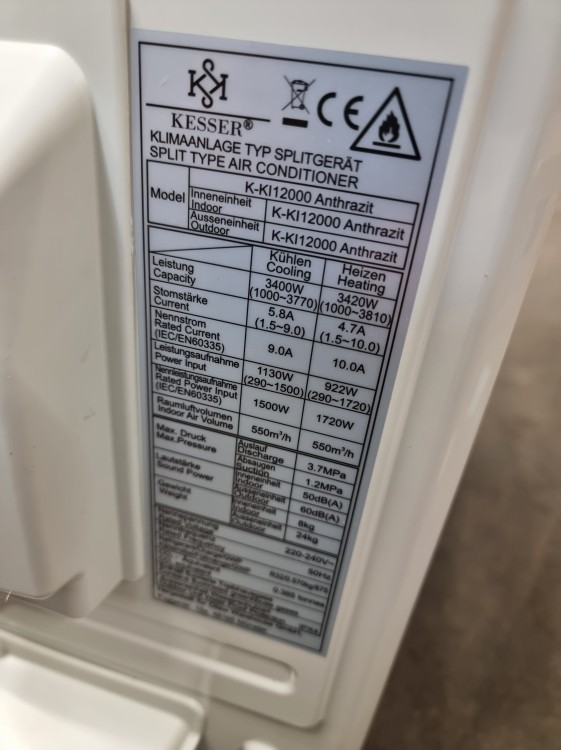 KESSER®
KLIMAANLAGE TYP SPLITGERÄT
SPLIT TYPE AIR CONDITIONER
Model K-KI12000 Anthrazit
Inneneinheit Indoor K-KI12000 Anthrazit
Ausseneinheit Outdoor K-KI12000 Anthrazit
Kühlen Cooling Heizen Heating
Leistung Capacity 3400W (1000~3770) 3420W (1000~3810)
Stomstärke Current 5.8A (1.5~9.0) 4.7A (1.5~10.0)
Nennstrom Rated Current (IEC/EN60335) 9.0A 10.0A
Leistungsaufnahme Power Input 1130W (290~1500) 922W (290~1720)
Nennleistungsaufnahme Rated Power Input (IEC/EN60335) 1500W 1720W
Raumluftvolumen Indoor Air Volume 550m³/h 550m³/h
Max. Druck Max.Pressure Auslauf Discharge 3.7MPa
Absaugen Suction 1.2MPa
Lautstärke Sound Power Inneneinheit Indoor 50dB(A)
Ausseneinheit Outdoor 60dB(A)
Gewicht Weight Inneneinheit Indoor 8kg
Outdoor 24kg
220-240V~
50Hz